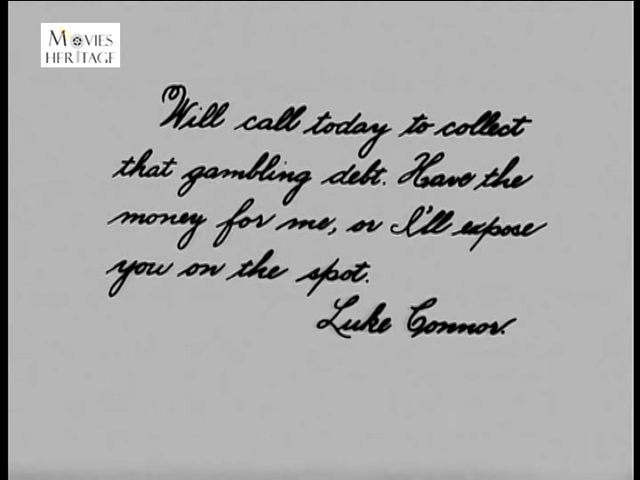 MOVIES
HERITAGE
Will call today to collect
that gambling debt. Have the
money for me, or I'll expose
you on the spot.
Luke Connor.